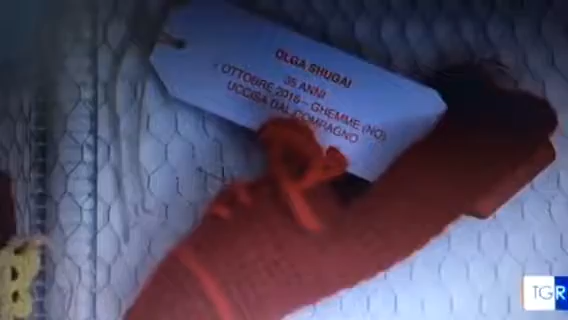 OLGA SHUGAI
35 ANNI
OTTOBRE 2015 - GHEMME (NO)
UCCISA DAL COMPAGNO
TGR